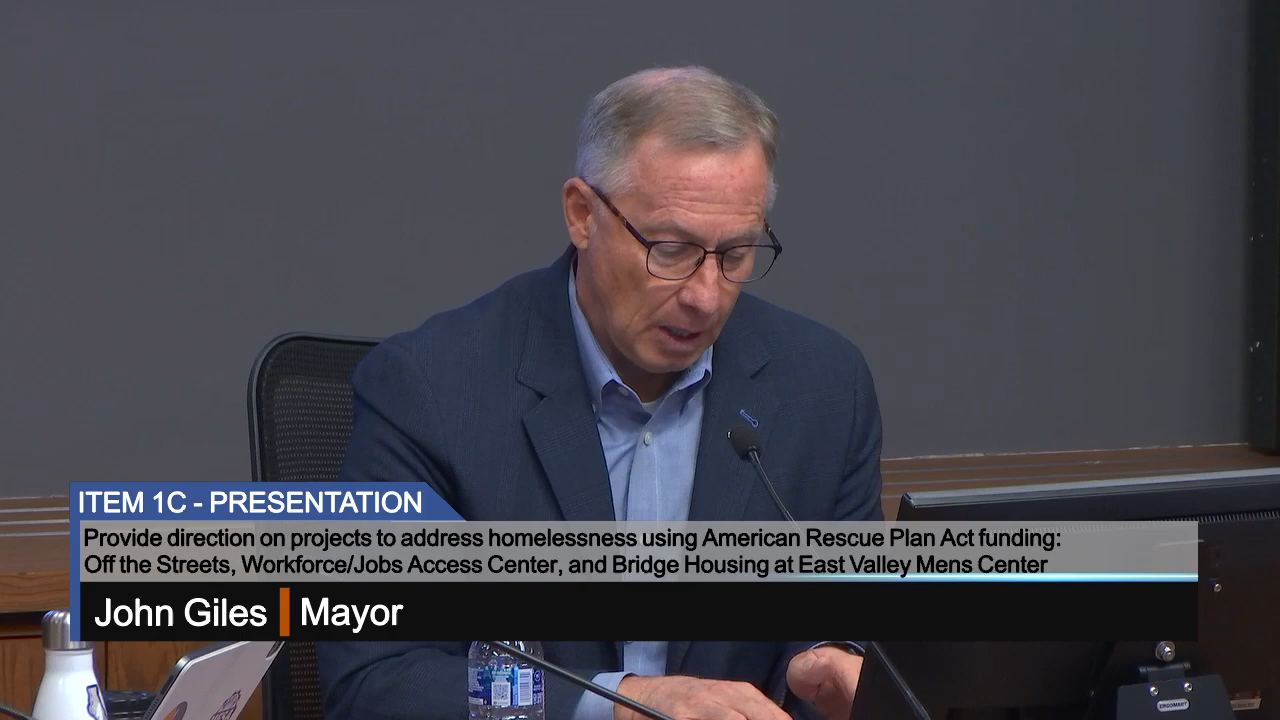 ITEM 1C - PRESENTATION
Provide direction on projects to address homelessness using American Rescue Plan Act funding:
Off the Streets, Workforce/Jobs Access Center, and Bridge Housing at East Valley Mens Center
John Giles | Mayor
ERGOMART